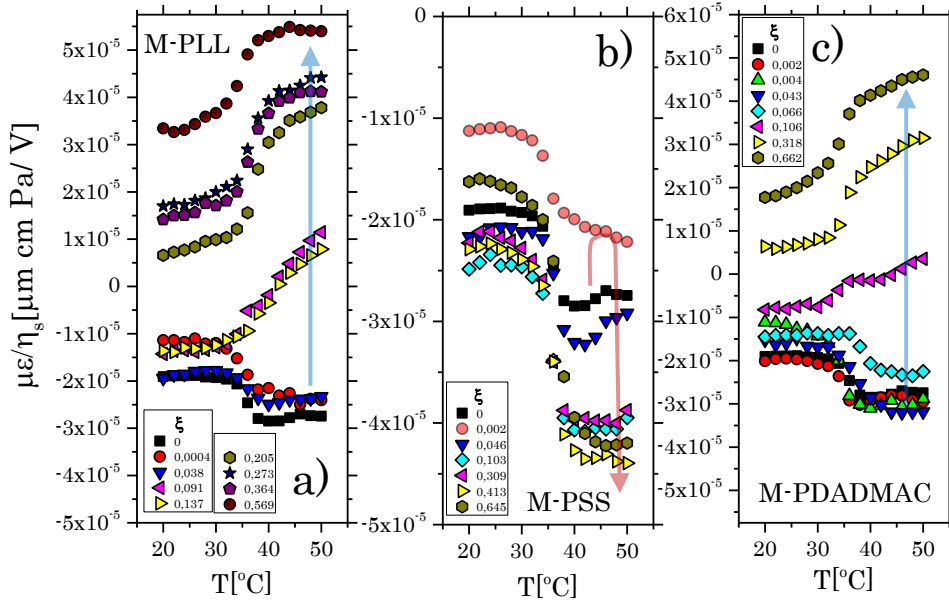 µε/ηs[µm cm Pa/ V]
5x10⁻⁵
4x10⁻⁵
3x10⁻⁵
2x10⁻⁵
1x10⁻⁵
0
-1x10⁻⁵
-2x10⁻⁵
-3x10⁻⁵
-4x10⁻⁵
-5x10⁻⁵
M-PLL
ξ
0
0,0004
0,038
0,091
0,137
0,205
0,273
0,364
0,569
a)
20 30 40 50
T[°C]
0
-1x10⁻⁵
-2x10⁻⁵
-3x10⁻⁵
-4x10⁻⁵
-5x10⁻⁵
b)
ξ
0
0,002
0,046
0,103
0,309
0,413
0,645
M-PSS
20 30 40 50
T[°C]
6x10⁻⁵
5x10⁻⁵
4x10⁻⁵
3x10⁻⁵
2x10⁻⁵
1x10⁻⁵
0
-1x10⁻⁵
-2x10⁻⁵
-3x10⁻⁵
-4x10⁻⁵
-5x10⁻⁵
-6x10⁻⁵
c)
ξ
0
0,002
0,004
0,043
0,066
0,106
0,318
0,662
M-PDADMAC
20 30 40 50
T[°C]